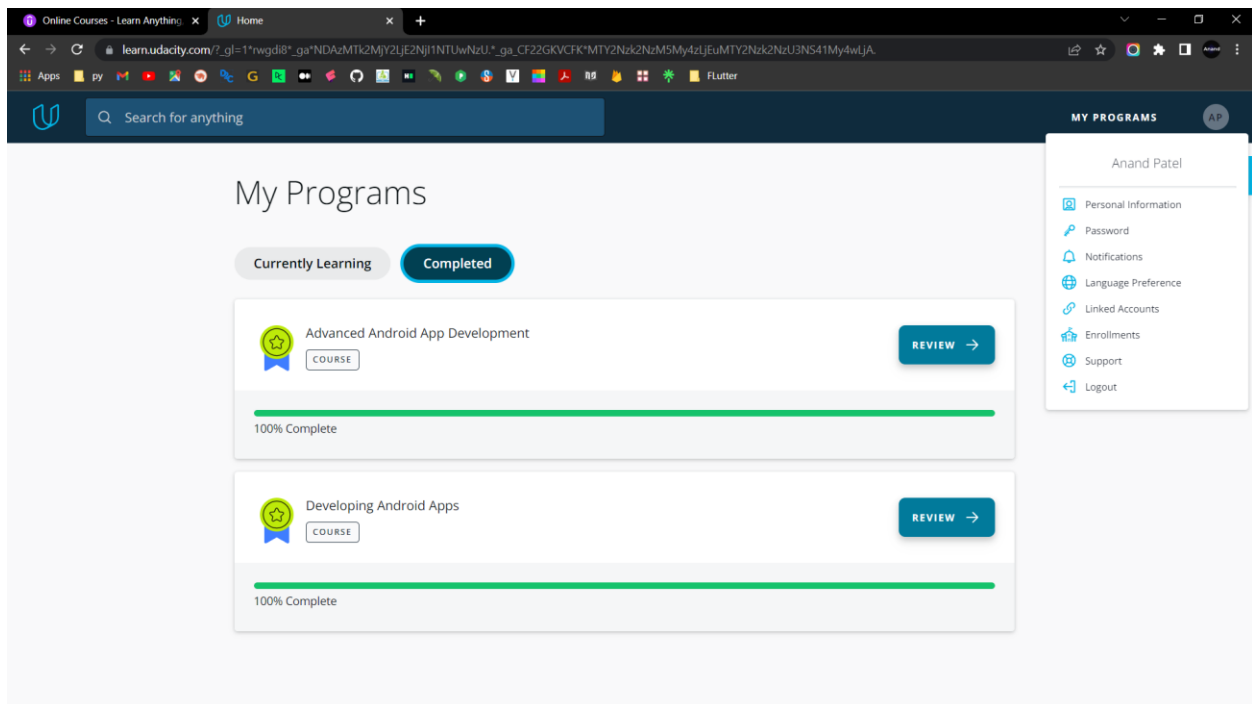 Online Courses - Learn Anything,
Home
learn.udacity.com/?_gl=1*rwgdi8*_ga*NDAzMTk2MjY2LjE2NjI1NTUwNzU.*_ga_CF22GKVCFK*MTY2Nzk2NzM5My4zLjEuMTY2Nzk2NzU3NS41My4wLjA.
Apps
py
FLutter
Search for anything
MY PROGRAMS
AP
Anand Patel
Personal Information
Password
Notifications
Language Preference
Linked Accounts
Enrollments
Support
Logout
My Programs
Currently Learning
Completed
Advanced Android App Development
COURSE
REVIEW
100% Complete
Developing Android Apps
COURSE
REVIEW
100% Complete